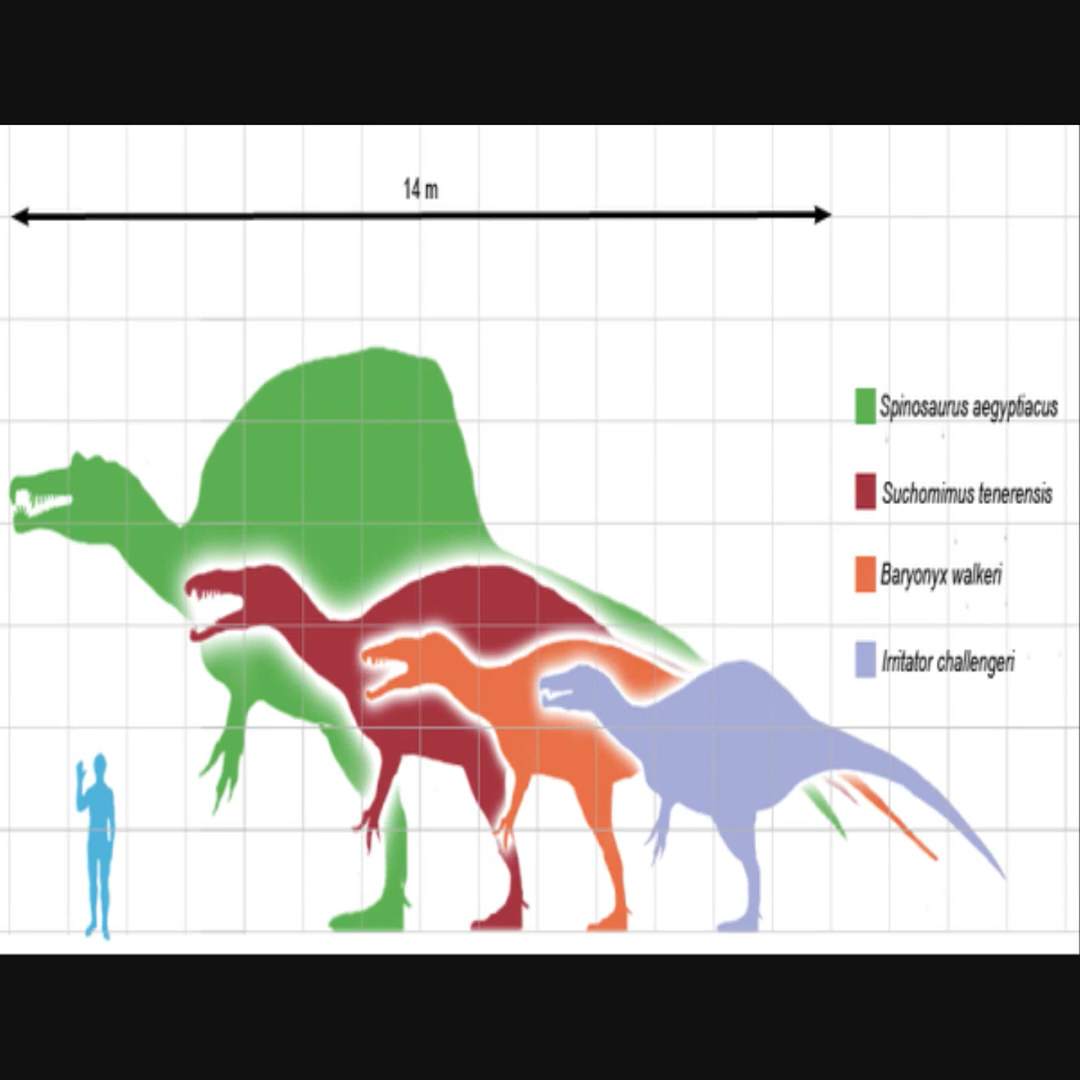 14 m
Spinosaurus aegyptiacus
Suchomimus tenerensis
Baryonyx walkeri
Irritator challengeri